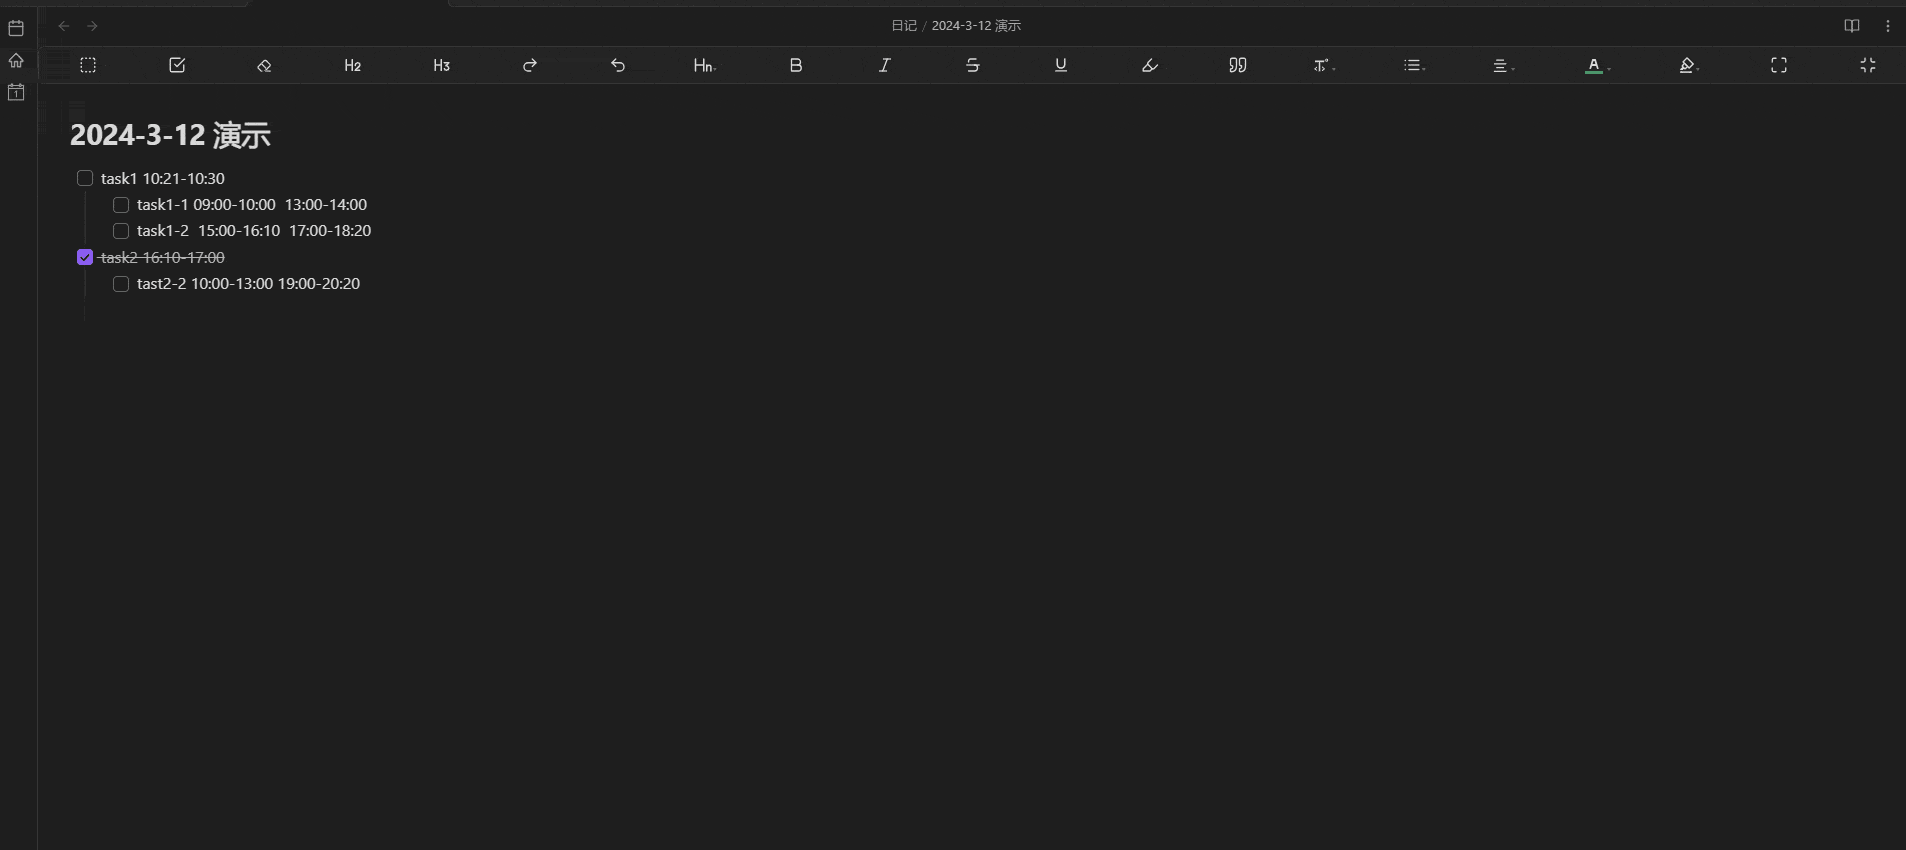 日记 / 2024-3-12 演示
H2 H3 Hn B I S U T A
2024-3-12 演示
task1 10:21-10:30
task1-1 09:00-10:00  13:00-14:00
task1-2  15:00-16:10  17:00-18:20
task2 16:10-17:00
tast2-2 10:00-13:00 19:00-20:20